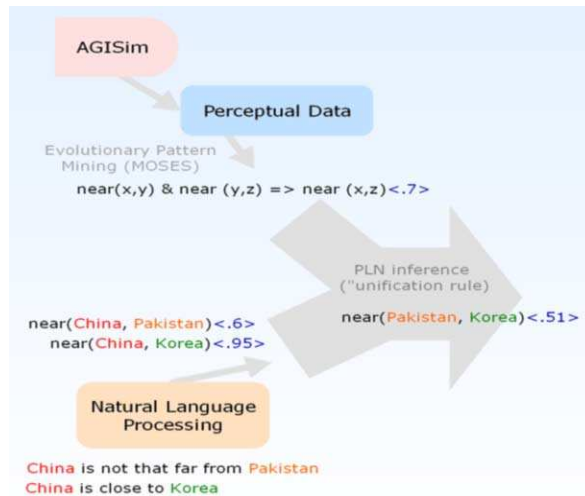 AGISim
Perceptual Data
Evolutionary Pattern
Mining (MOSES)
near(x,y) & near (y,z) => near (x,z)<.7>
PLN inference
("unification rule)
near(China, Pakistan)<.6>
near(Pakistan, Korea)<.51>
near(China, Korea)<.95>
Natural Language
Processing
China is not that far from Pakistan
China is close to Korea